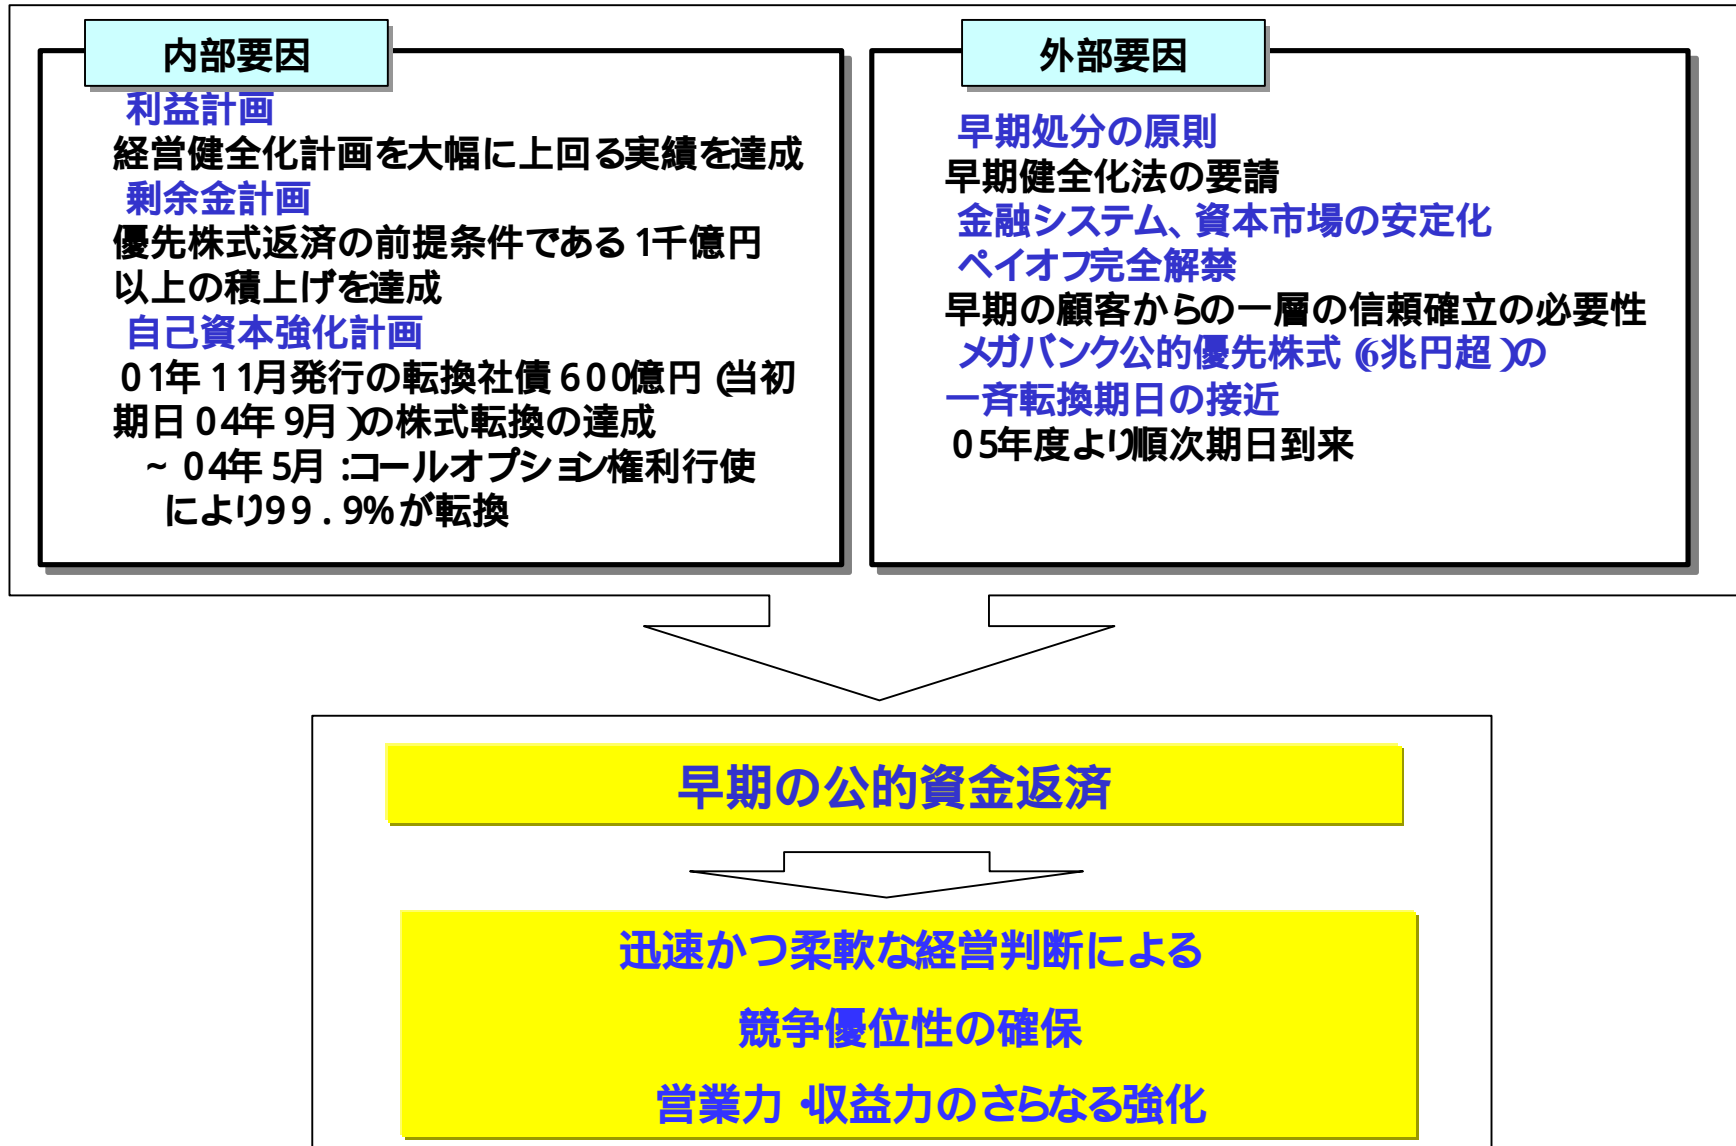 内部要因
利益計画
経営健全化計画を大幅に上回る実績を達成
剰余金計画
優先株式返済の前提条件である1千億円
以上の積上げを達成
自己資本強化計画
01年11月発行の転換社債600億円(当初
期日04年9月)の株式転換の達成
~04年5月:コールオプション権利行使
により99.9%が転換
外部要因
早期処分の原則
早期健全化法の要請
金融システム、資本市場の安定化
ペイオフ完全解禁
早期の顧客からの一層の信頼確立の必要性
メガバンク公的優先株式(6兆円超)の
一斉転換期日の接近
05年度より順次期日到来
早期の公的資金返済
迅速かつ柔軟な経営判断による
競争優位性の確保
営業力・収益力のさらなる強化